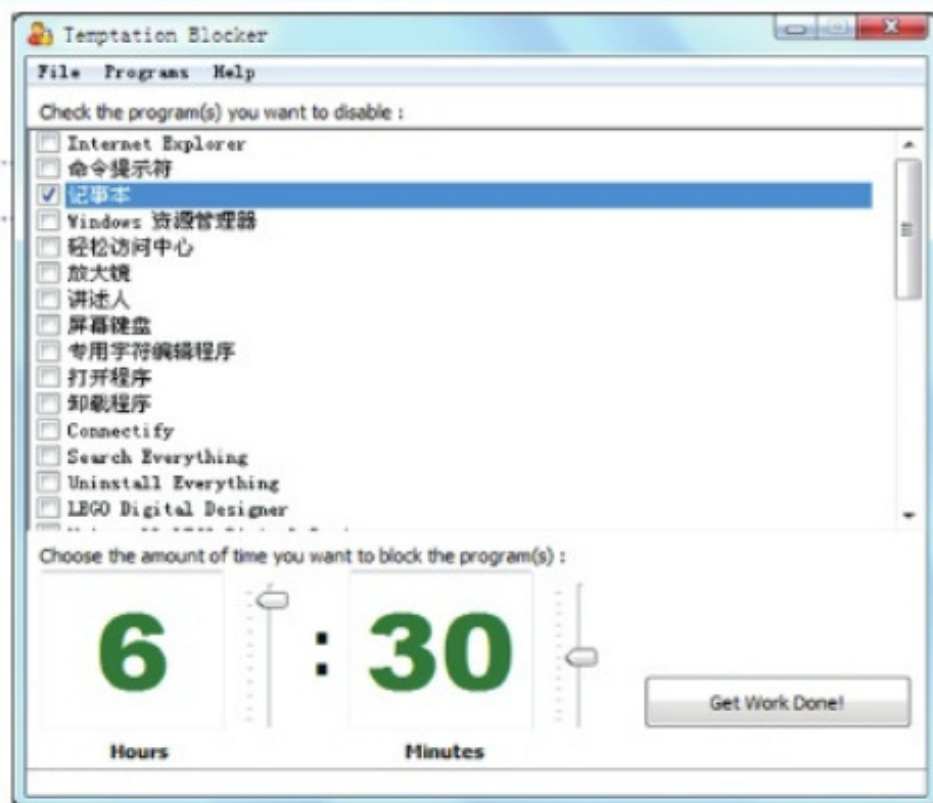 Temptation Blocker
File Programs Help
Check the program(s) you want to disable :
Internet Explorer
命令提示符
记事本
Windows 资源管理器
轻松访问中心
放大镜
讲述人
屏幕键盘
专用字符编辑程序
打开程序
卸载程序
Connectify
Search Everything
Uninstall Everything
LEGO Digital Designer
Choose the amount of time you want to block the program(s) :
6 : 30
Get Work Done!
Hours Minutes